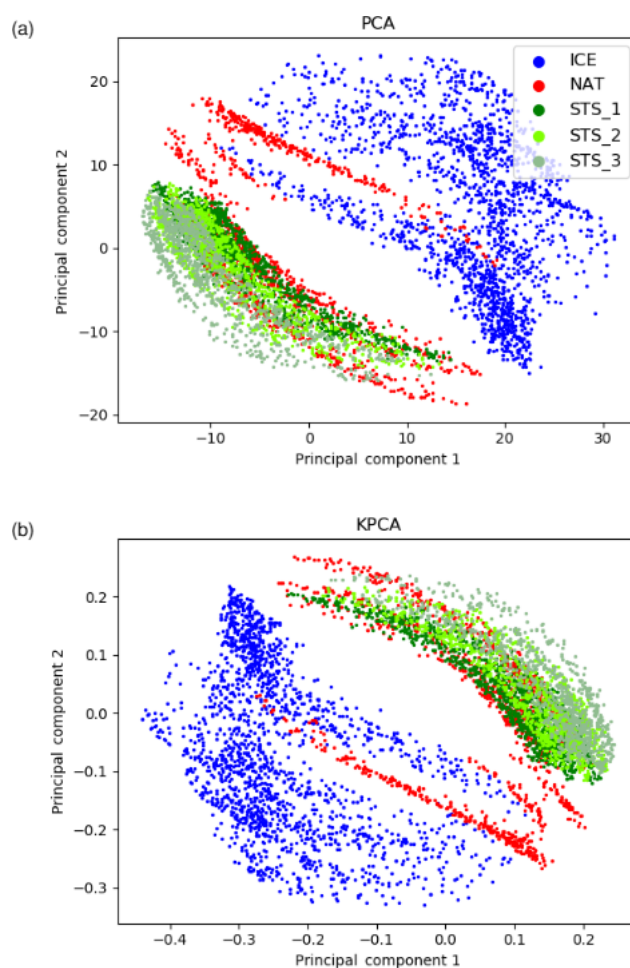 (a)
PCA
ICE
NAT
STS_1
STS_2
STS_3
20
10
0
−10
−20
Principal component 2
−10
0
10
20
30
Principal component 1
(b)
KPCA
0.2
0.1
0.0
−0.1
−0.2
−0.3
Principal component 2
−0.4
−0.3
−0.2
−0.1
0.0
0.1
0.2
Principal component 1